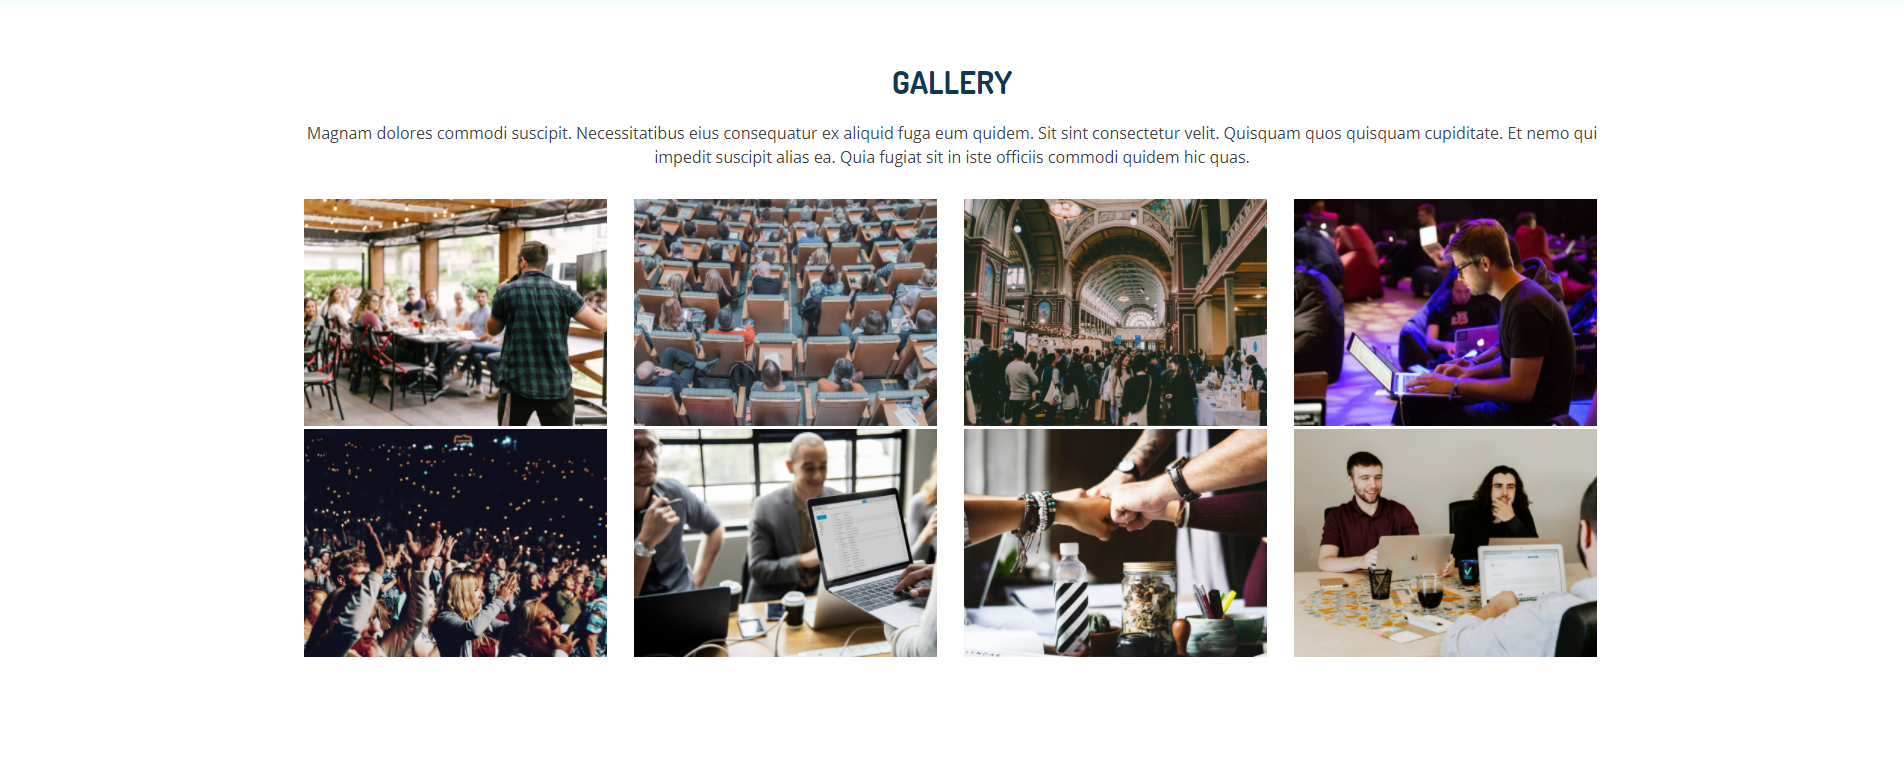 GALLERY
Magnam dolores commodi suscipit. Necessitatibus eius consequatur ex aliquid fuga eum quidem. Sit sint consectetur velit. Quisquam quos quisquam cupiditate. Et nemo qui
impedit suscipit alias ea. Quia fugiat sit in iste officiis commodi quidem hic quas.